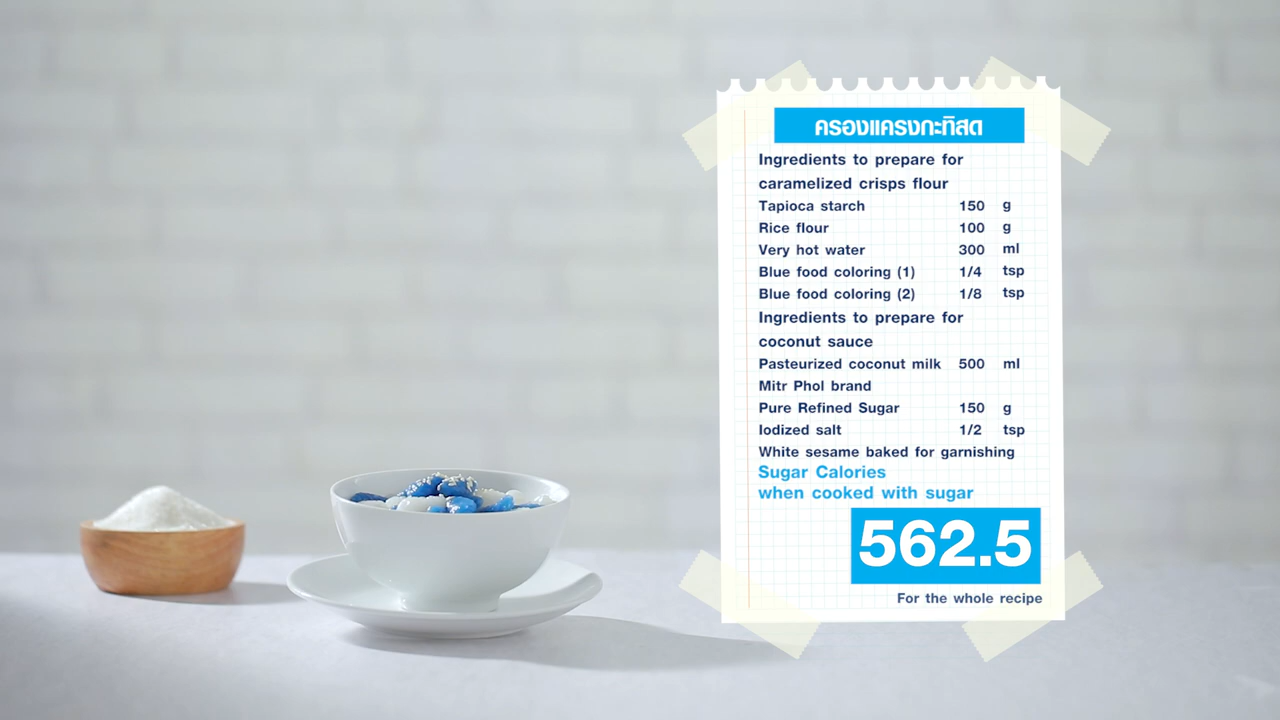 ครองแครงกะทิสด
Ingredients to prepare for
caramelized crisps flour
Tapioca starch 150 g
Rice flour 100 g
Very hot water 300 ml
Blue food coloring (1) 1/4 tsp
Blue food coloring (2) 1/8 tsp
Ingredients to prepare for
coconut sauce
Pasteurized coconut milk 500 ml
Mitr Phol brand
Pure Refined Sugar 150 g
Iodized salt 1/2 tsp
White sesame baked for garnishing
Sugar Calories
when cooked with sugar
562.5
For the whole recipe